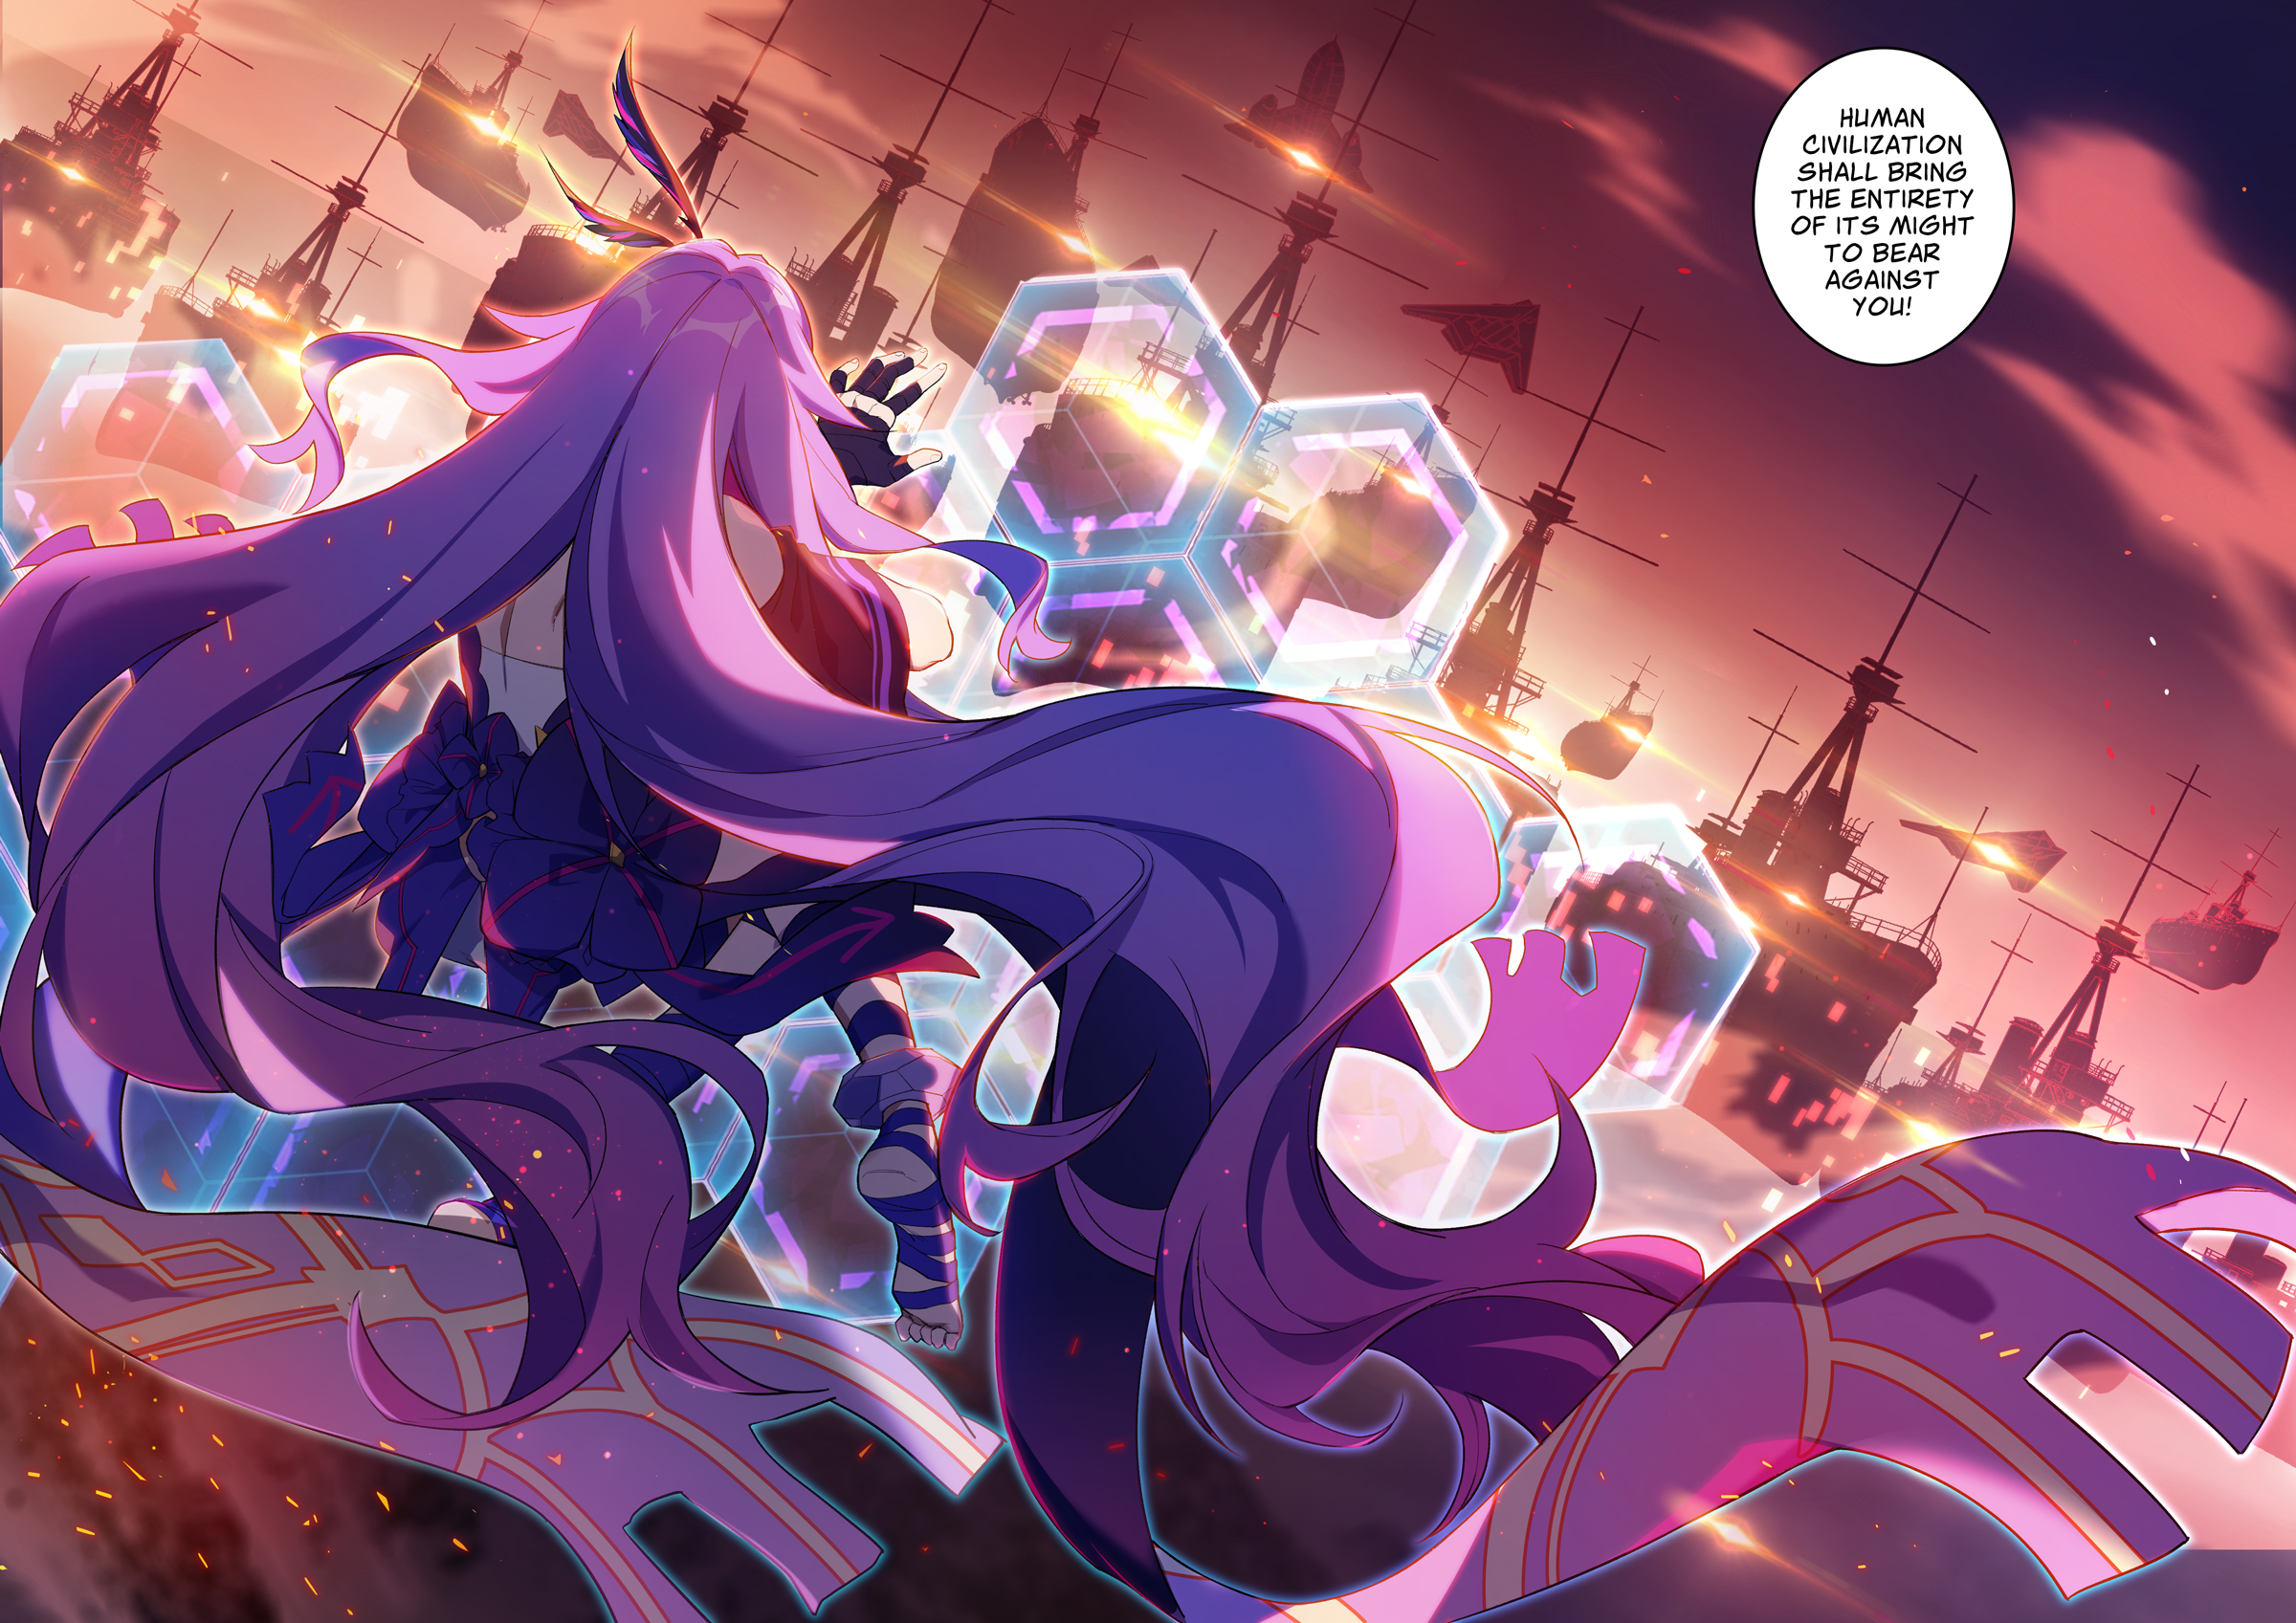 HUMAN
CIVILIZATION
SHALL BRING
THE ENTIRETY
OF ITS MIGHT
TO BEAR
AGAINST
YOU!